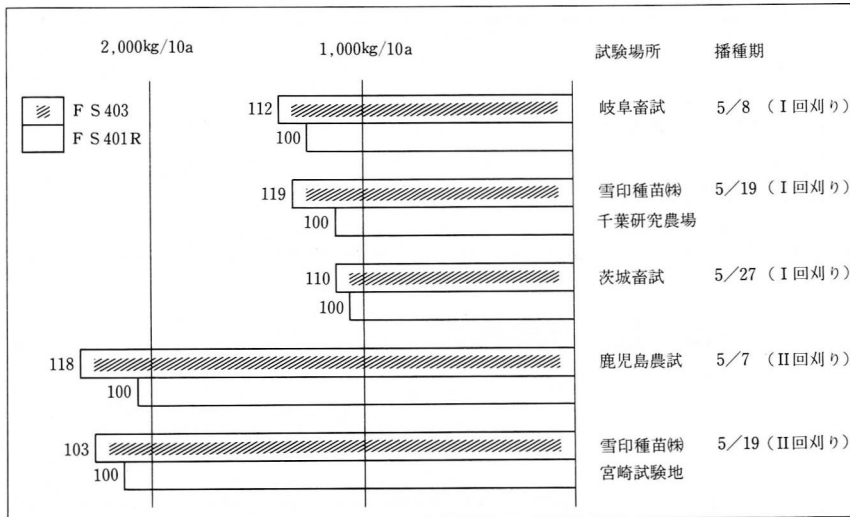 2,000kg/10a 1,000kg/10a 試験場所 播種期
FS403
FS401R
112 岐阜畜試 5/8 (I回刈り)
100
119 雪印種苗㈱ 5/19 (I回刈り)
100 千葉研究農場
110 茨城畜試 5/27 (I回刈り)
100
118 鹿児島農試 5/7 (II回刈り)
100
103 雪印種苗㈱ 5/19 (II回刈り)
100 宮崎試験地